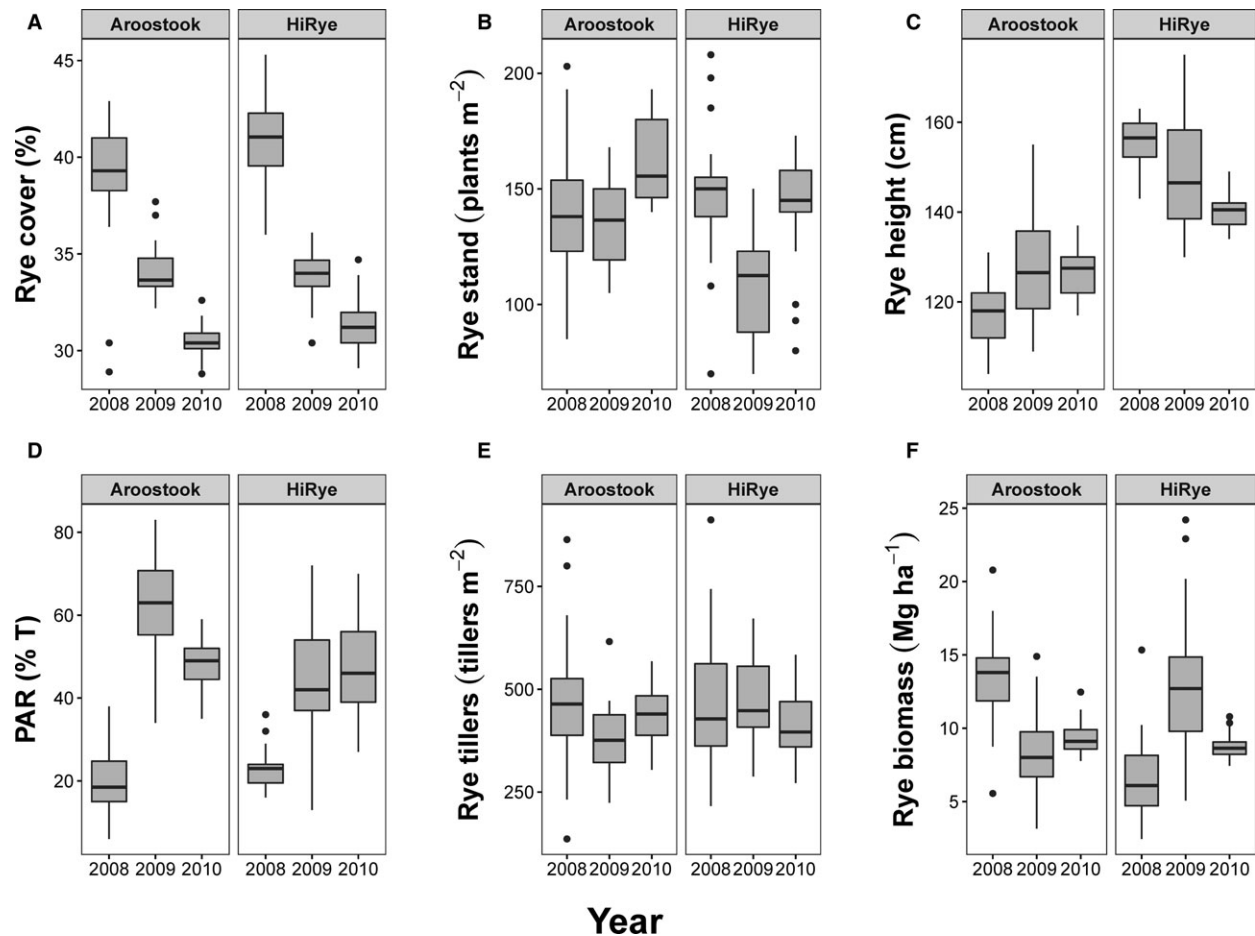 A
Aroostook HiRye
Rye cover (%)
45
40
35
30
2008 2009 2010 2008 2009 2010
B
Aroostook HiRye
Rye stand (plants m−2)
200
150
100
2008 2009 2010 2008 2009 2010
C
Aroostook HiRye
Rye height (cm)
160
140
120
2008 2009 2010 2008 2009 2010
D
Aroostook HiRye
PAR (% T)
80
60
40
20
2008 2009 2010 2008 2009 2010
E
Aroostook HiRye
Rye tillers (tillers m−2)
750
500
250
2008 2009 2010 2008 2009 2010
F
Aroostook HiRye
Rye biomass (Mg ha−1)
25
20
15
10
5
2008 2009 2010 2008 2009 2010
Year